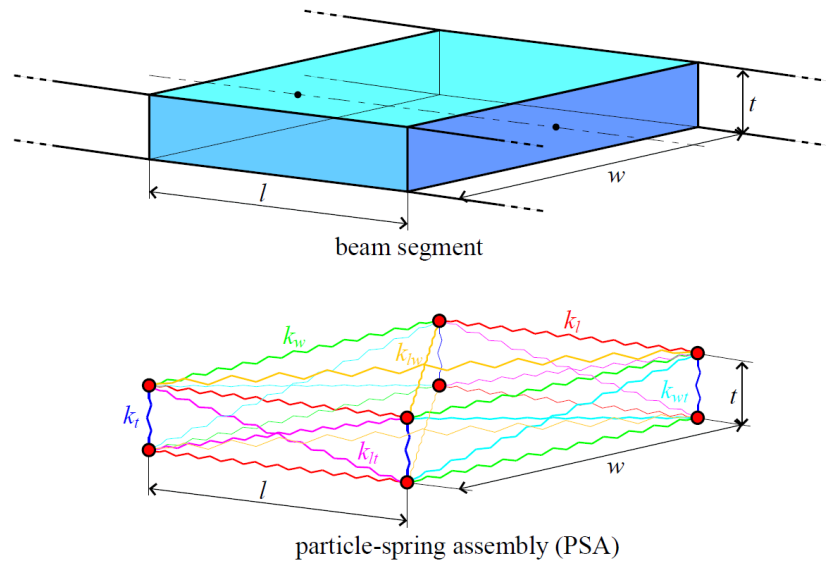 t
l
w
beam segment
k_w
k_l
k_lw
k_t
k_wt
t
k_lt
l
w
particle-spring assembly (PSA)